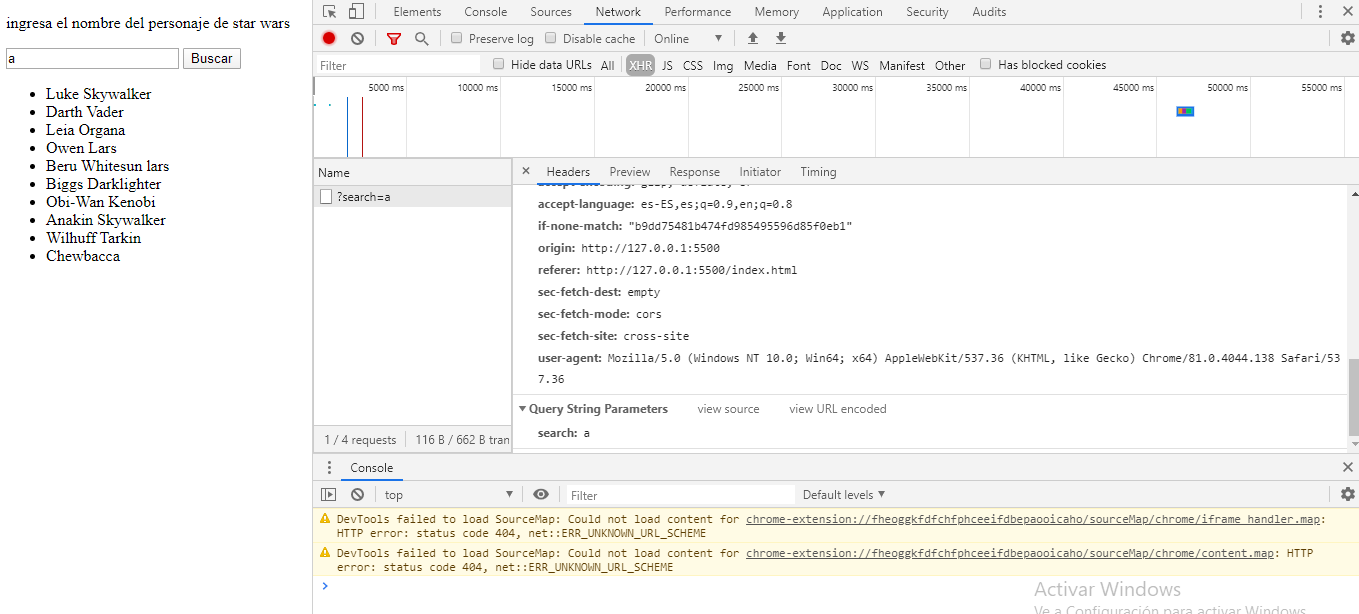 ingresa el nombre del personaje de star wars
a
Buscar
Luke Skywalker
Darth Vader
Leia Organa
Owen Lars
Beru Whitesun lars
Biggs Darklighter
Obi-Wan Kenobi
Anakin Skywalker
Wilhuff Tarkin
Chewbacca
Elements Console Sources Network Performance Memory Application Security Audits
Preserve log Disable cache Online
Filter Hide data URLs All XHR JS CSS Img Media Font Doc WS Manifest Other Has blocked cookies
5000 ms 10000 ms 15000 ms 20000 ms 25000 ms 30000 ms 35000 ms 40000 ms 45000 ms 50000 ms 55000 ms
Name
?search=a
1 / 4 requests 116 B / 662 B tran
Headers Preview Response Initiator Timing
accept-language: es-ES,es;q=0.9,en;q=0.8
if-none-match: "b9dd75481b474fd985495596d85f0eb1"
origin: http://127.0.0.1:5500
referer: http://127.0.0.1:5500/index.html
sec-fetch-dest: empty
sec-fetch-mode: cors
sec-fetch-site: cross-site
user-agent: Mozilla/5.0 (Windows NT 10.0; Win64; x64) AppleWebKit/537.36 (KHTML, like Gecko) Chrome/81.0.4044.138 Safari/53
7.36
Query String Parameters view source view URL encoded
search: a
Console
top Filter Default levels
DevTools failed to load SourceMap: Could not load content for chrome-extension://fheoggkfdfchfphceeifdbepaooicaho/sourceMap/chrome/iframe_handler.map:
HTTP error: status code 404, net::ERR_UNKNOWN_URL_SCHEME
DevTools failed to load SourceMap: Could not load content for chrome-extension://fheoggkfdfchfphceeifdbepaooicaho/sourceMap/chrome/content.map: HTTP
error: status code 404, net::ERR_UNKNOWN_URL_SCHEME
Activar Windows
Ve a Configuración para activar Windows.